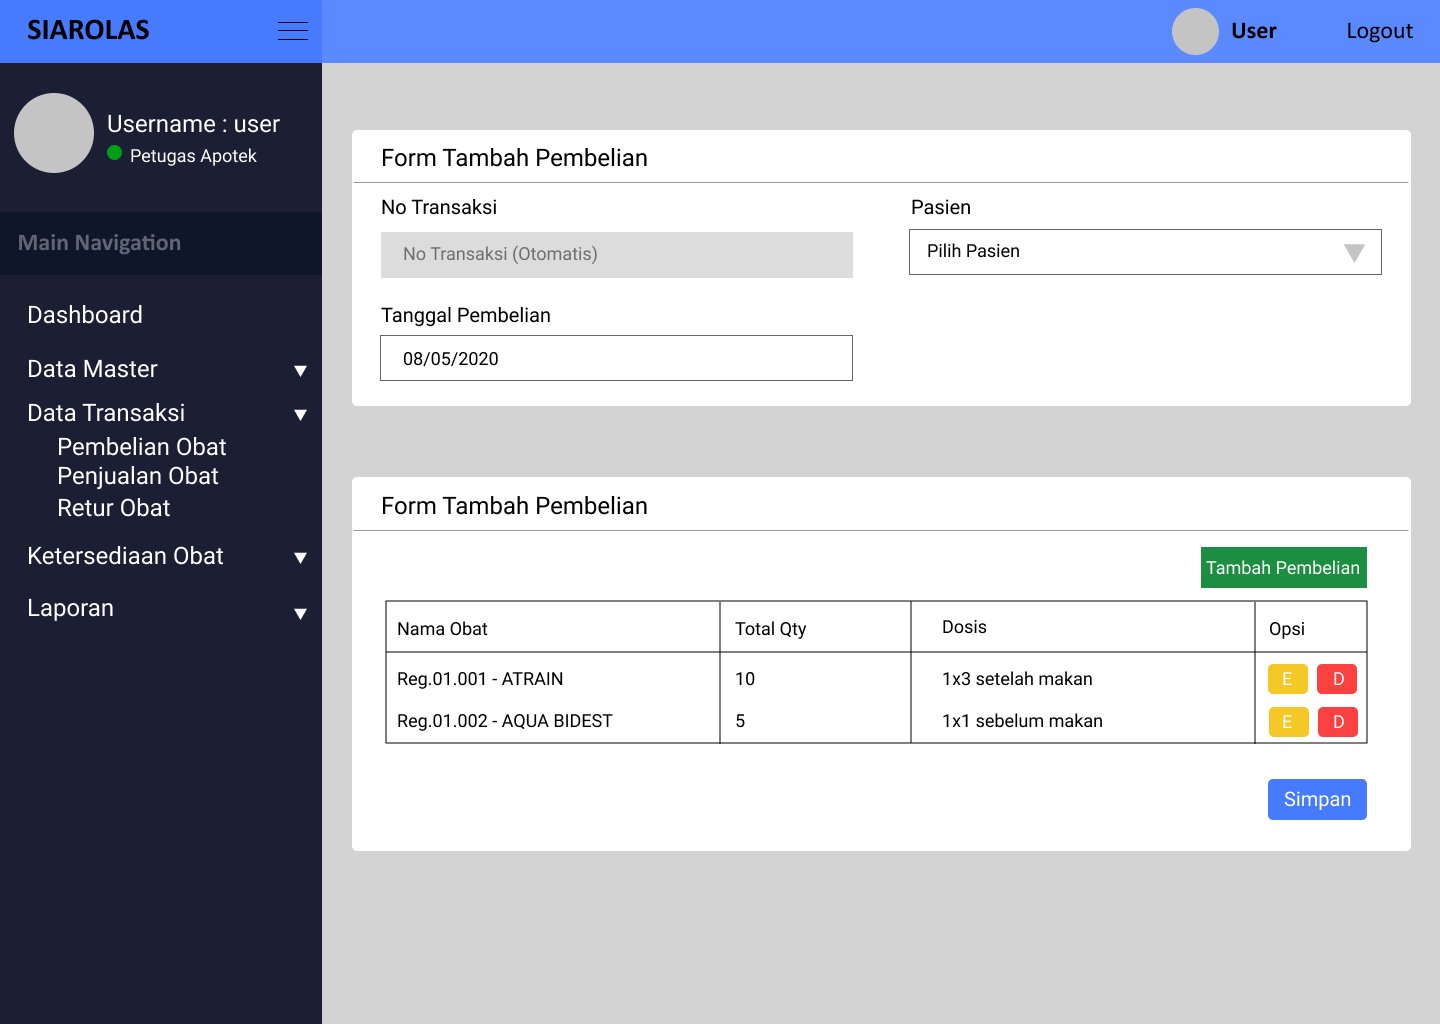 SIAROLAS
User
Logout
Username : user
Petugas Apotek
Main Navigation
Dashboard
Data Master
Data Transaksi
Pembelian Obat
Penjualan Obat
Retur Obat
Ketersediaan Obat
Laporan
Form Tambah Pembelian
No Transaksi
Pasien
No Transaksi (Otomatis)
Pilih Pasien
Tanggal Pembelian
08/05/2020
Form Tambah Pembelian
Tambah Pembelian
Nama Obat Total Qty Dosis Opsi
Reg.01.001 - ATRAIN 10 1x3 setelah makan E D
Reg.01.002 - AQUA BIDEST 5 1x1 sebelum makan E D
Simpan